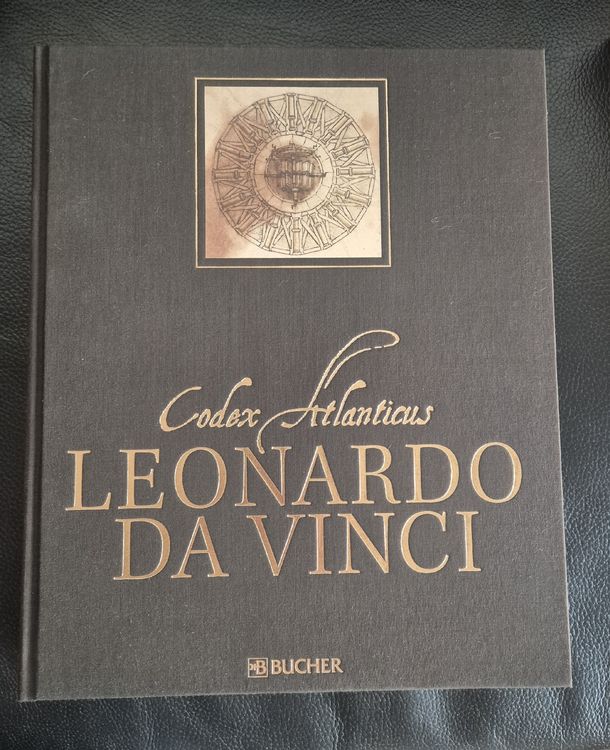 Codex Atlanticus
LEONARDO
DA VINCI
BUCHER